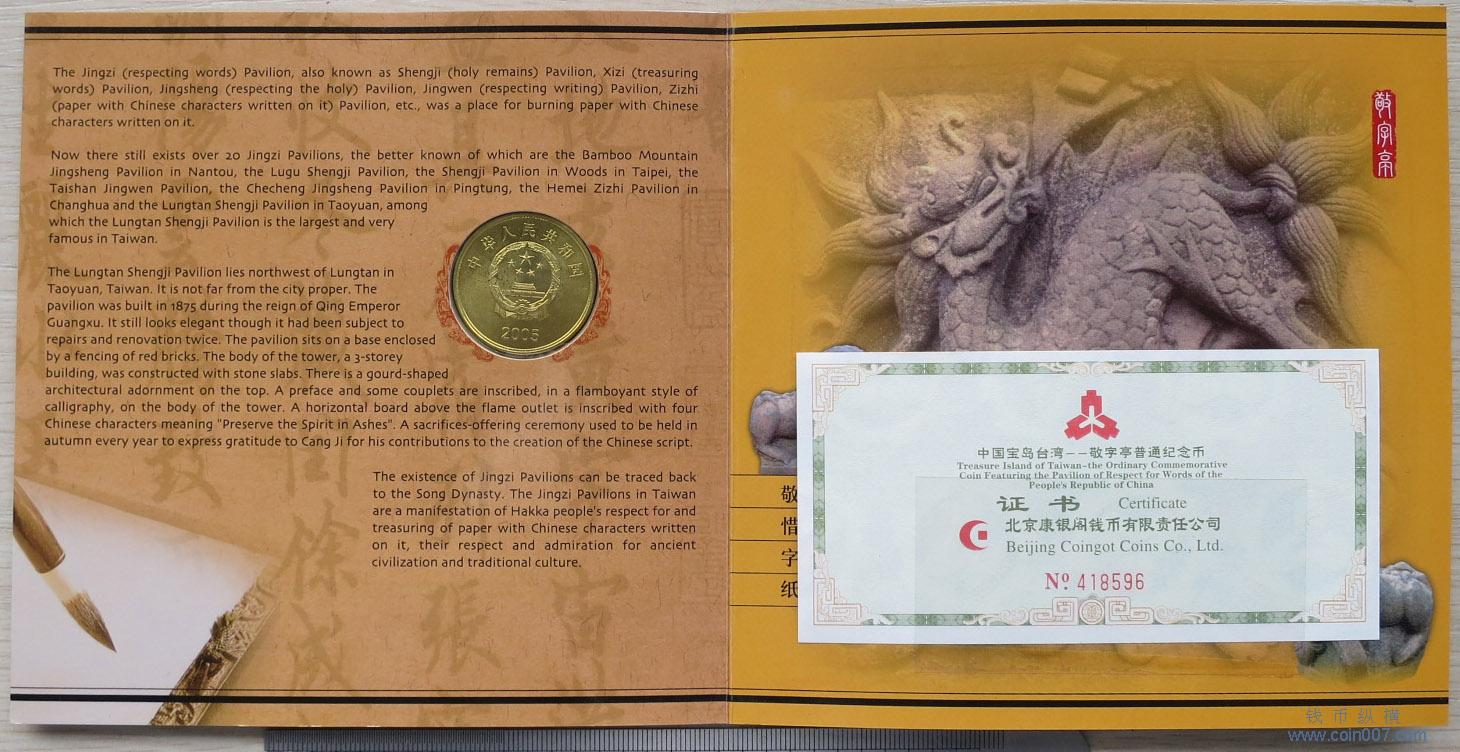 The Jingzi (respecting words) Pavilion, also known as Shengji (holy remains) Pavilion, Xizi (treasuring
words) Pavilion, Jingsheng (respecting the holy) Pavilion, Jingwen (respecting writing) Pavilion, Zizhi
(paper with Chinese characters written on it) Pavilion, etc., was a place for burning paper with Chinese
characters written on it.
Now there still exists over 20 Jingzi Pavilions, the better known of which are the Bamboo Mountain
Jingsheng Pavilion in Nantou, the Lugu Shengji Pavilion, the Shengji Pavilion in Woods in Taipei, the
Taishan Jingwen Pavilion, the Checheng Jingsheng Pavilion in Pingtung, the Hemei Zizhi Pavilion in
Changhua and the Lungtan Shengji Pavilion in Taoyuan, among
which the Lungtan Shengji Pavilion is the largest and very
famous in Taiwan.
The Lungtan Shengji Pavilion lies northwest of Lungtan in
Taoyuan, Taiwan. It is not far from the city proper. The
pavilion was built in 1875 during the reign of Qing Emperor
Guangxu. It still looks elegant though it had been subject to
repairs and renovation twice. The pavilion sits on a base enclosed
by a fencing of red bricks. The body of the tower, a 3-storey
building, was constructed with stone slabs. There is a gourd-shaped
architectural adornment on the top. A preface and some couplets are inscribed, in a flamboyant style of
calligraphy, on the body of the tower. A horizontal board above the flame outlet is inscribed with four
Chinese characters meaning "Preserve the Spirit in Ashes". A sacrifices-offering ceremony used to be held in
autumn every year to express gratitude to Cang Ji for his contributions to the creation of the Chinese script.
The existence of Jingzi Pavilions can be traced back
to the Song Dynasty. The Jingzi Pavilions in Taiwan
are a manifestation of Hakka people's respect for and
treasuring of paper with Chinese characters written
on it, their respect and admiration for ancient
civilization and traditional culture.
中华人民共和国
2005
敬字亭
敬
惜
字
纸
中国宝岛台湾--敬字亭普通纪念币
Treasure Island of Taiwan-the Ordinary Commemorative
Coin Featuring the Pavilion of Respect for Words of the
People's Republic of China
证 书 Certificate
北京康银阁钱币有限责任公司
Beijing Coingot Coins Co., Ltd.
Nº 418596
钱币纵横
www.coin007.com